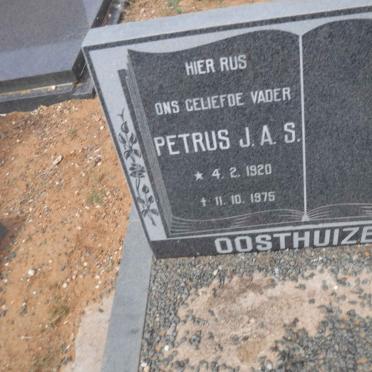 HIER RUS
ONS GELIEFDE VADER
PETRUS J. A. S.
★ 4. 2. 1920
† 11. 10. 1975
OOSTHUIZE